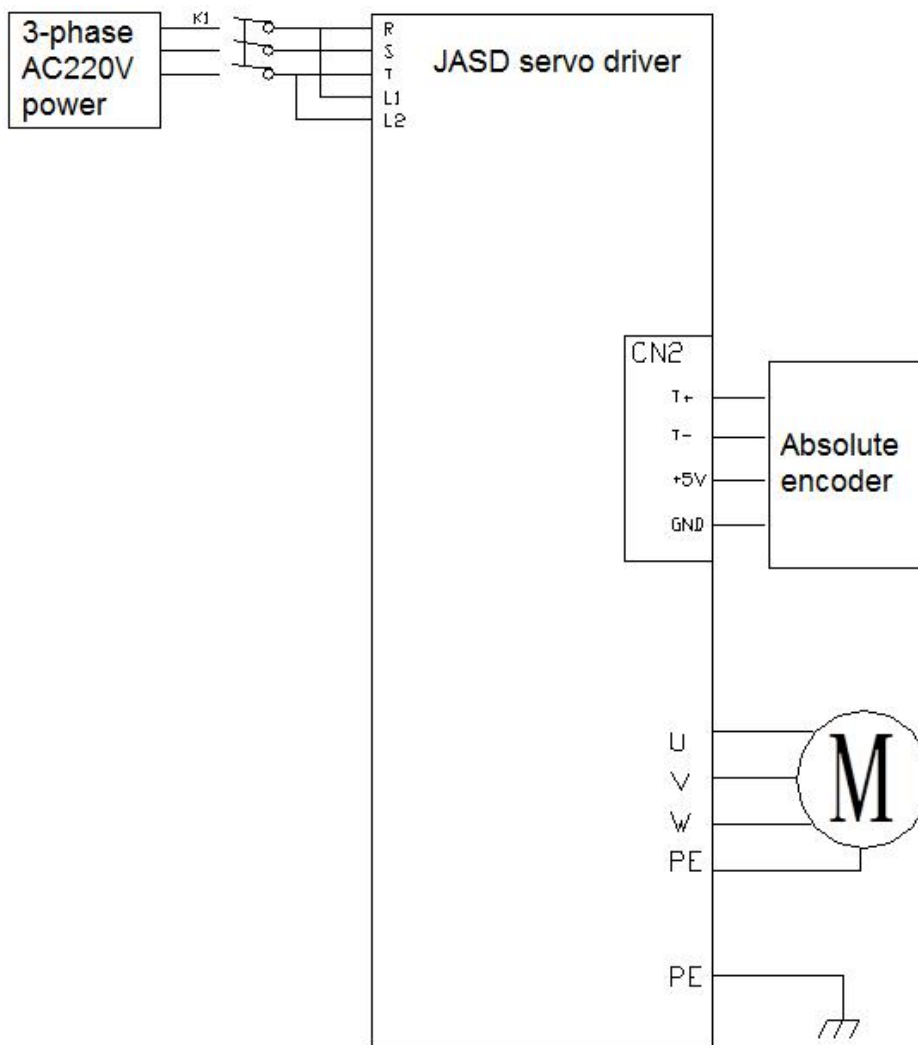 3-phase
AC220V
power
K1
R
S
T
L1
L2
JASD servo driver
CN2
T+
T-
+5V
GND
Absolute
encoder
U
V
W
PE
M
PE